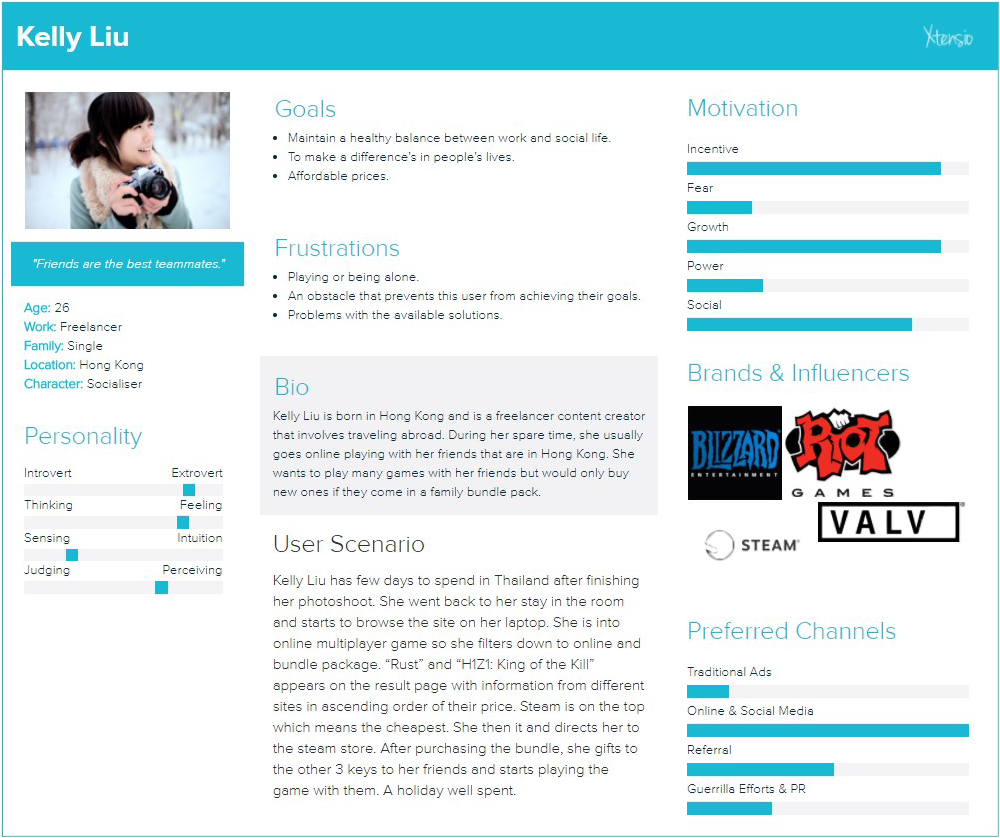 Kelly Liu
Xtensio
"Friends are the best teammates."
Age: 26
Work: Freelancer
Family: Single
Location: Hong Kong
Character: Socialiser
Personality
Introvert Extrovert
Thinking Feeling
Sensing Intuition
Judging Perceiving
Goals
• Maintain a healthy balance between work and social life.
• To make a difference's in people's lives.
• Affordable prices.
Frustrations
• Playing or being alone.
• An obstacle that prevents this user from achieving their goals.
• Problems with the available solutions.
Bio
Kelly Liu is born in Hong Kong and is a freelancer content creator
that involves traveling abroad. During her spare time, she usually
goes online playing with her friends that are in Hong Kong. She
wants to play many games with her friends but would only buy
new ones if they come in a family bundle pack.
User Scenario
Kelly Liu has few days to spend in Thailand after finishing
her photoshoot. She went back to her stay in the room
and starts to browse the site on her laptop. She is into
online multiplayer game so she filters down to online and
bundle package. “Rust” and “H1Z1: King of the Kill”
appears on the result page with information from different
sites in ascending order of their price. Steam is on the top
which means the cheapest. She then it and directs her to
the steam store. After purchasing the bundle, she gifts to
the other 3 keys to her friends and starts playing the
game with them. A holiday well spent.
Motivation
Incentive
Fear
Growth
Power
Social
Brands & Influencers
BLIZZARD
ENTERTAINMENT
RIOT
GAMES
VALV
STEAM
Preferred Channels
Traditional Ads
Online & Social Media
Referral
Guerrilla Efforts & PR